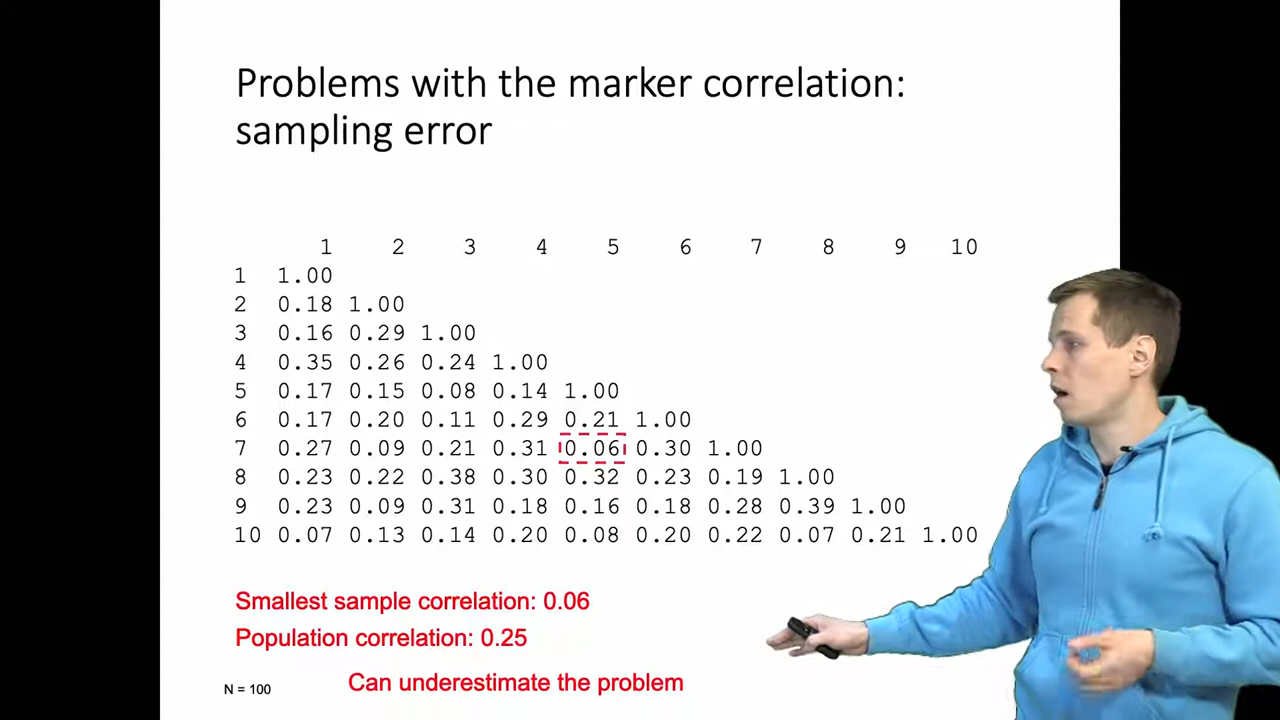 Problems with the marker correlation:
sampling error
1 2 3 4 5 6 7 8 9 10
1 1.00
2 0.18 1.00
3 0.16 0.29 1.00
4 0.35 0.26 0.24 1.00
5 0.17 0.15 0.08 0.14 1.00
6 0.17 0.20 0.11 0.29 0.21 1.00
7 0.27 0.09 0.21 0.31 0.06 0.30 1.00
8 0.23 0.22 0.38 0.30 0.32 0.23 0.19 1.00
9 0.23 0.09 0.31 0.18 0.16 0.18 0.28 0.39 1.00
10 0.07 0.13 0.14 0.20 0.08 0.20 0.22 0.07 0.21 1.00
Smallest sample correlation: 0.06
Population correlation: 0.25
Can underestimate the problem
N = 100